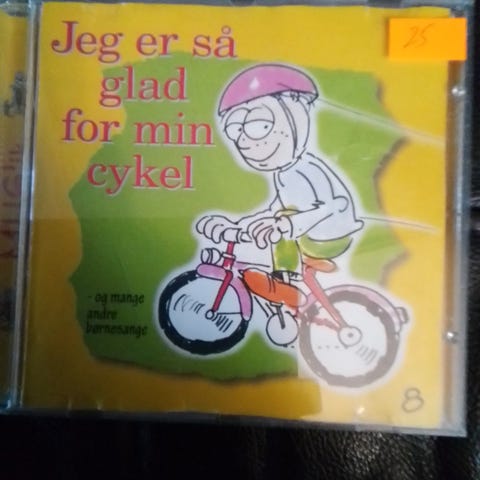 Jeg er så
glad
for min
cykel
- og mange
andre
børnesange
25
8